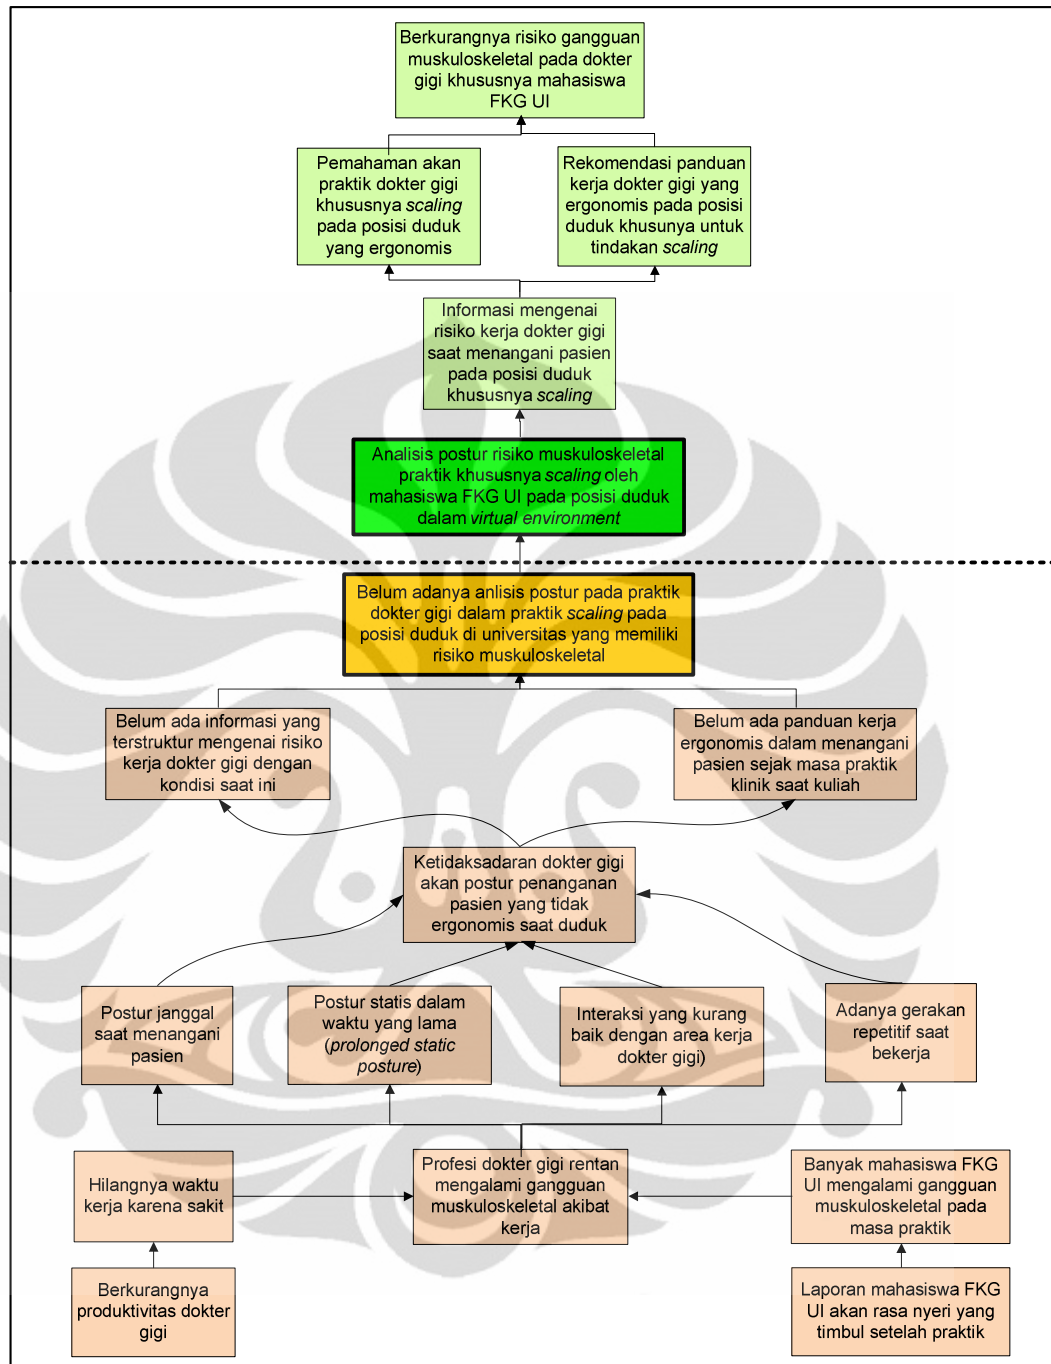 Berkurangnya risiko gangguan
muskuloskeletal pada dokter
gigi khususnya mahasiswa
FKG UI
Pemahaman akan
praktik dokter gigi
khususnya scaling
pada posisi duduk
yang ergonomis
Rekomendasi panduan
kerja dokter gigi yang
ergonomis pada posisi
duduk khusunya untuk
tindakan scaling
Informasi mengenai
risiko kerja dokter gigi
saat menangani pasien
pada posisi duduk
khususnya scaling
Analisis postur risiko muskuloskeletal
praktik khususnya scaling oleh
mahasiswa FKG UI pada posisi duduk
dalam virtual environment
Belum adanya anlisis postur pada praktik
dokter gigi dalam praktik scaling pada
posisi duduk di universitas yang memiliki
risiko muskuloskeletal
Belum ada informasi yang
terstruktur mengenai risiko
kerja dokter gigi dengan
kondisi saat ini
Belum ada panduan kerja
ergonomis dalam menangani
pasien sejak masa praktik
klinik saat kuliah
Ketidaksadaran dokter gigi
akan postur penanganan
pasien yang tidak
ergonomis saat duduk
Postur janggal
saat menangani
pasien
Postur statis dalam
waktu yang lama
(prolonged static
posture)
Interaksi yang kurang
baik dengan area kerja
dokter gigi)
Adanya gerakan
repetitif saat
bekerja
Hilangnya waktu
kerja karena sakit
Profesi dokter gigi rentan
mengalami gangguan
muskuloskeletal akibat
kerja
Banyak mahasiswa FKG
UI mengalami gangguan
muskuloskeletal pada
masa praktik
Berkurangnya
produktivitas dokter
gigi
Laporan mahasiswa FKG
UI akan rasa nyeri yang
timbul setelah praktik